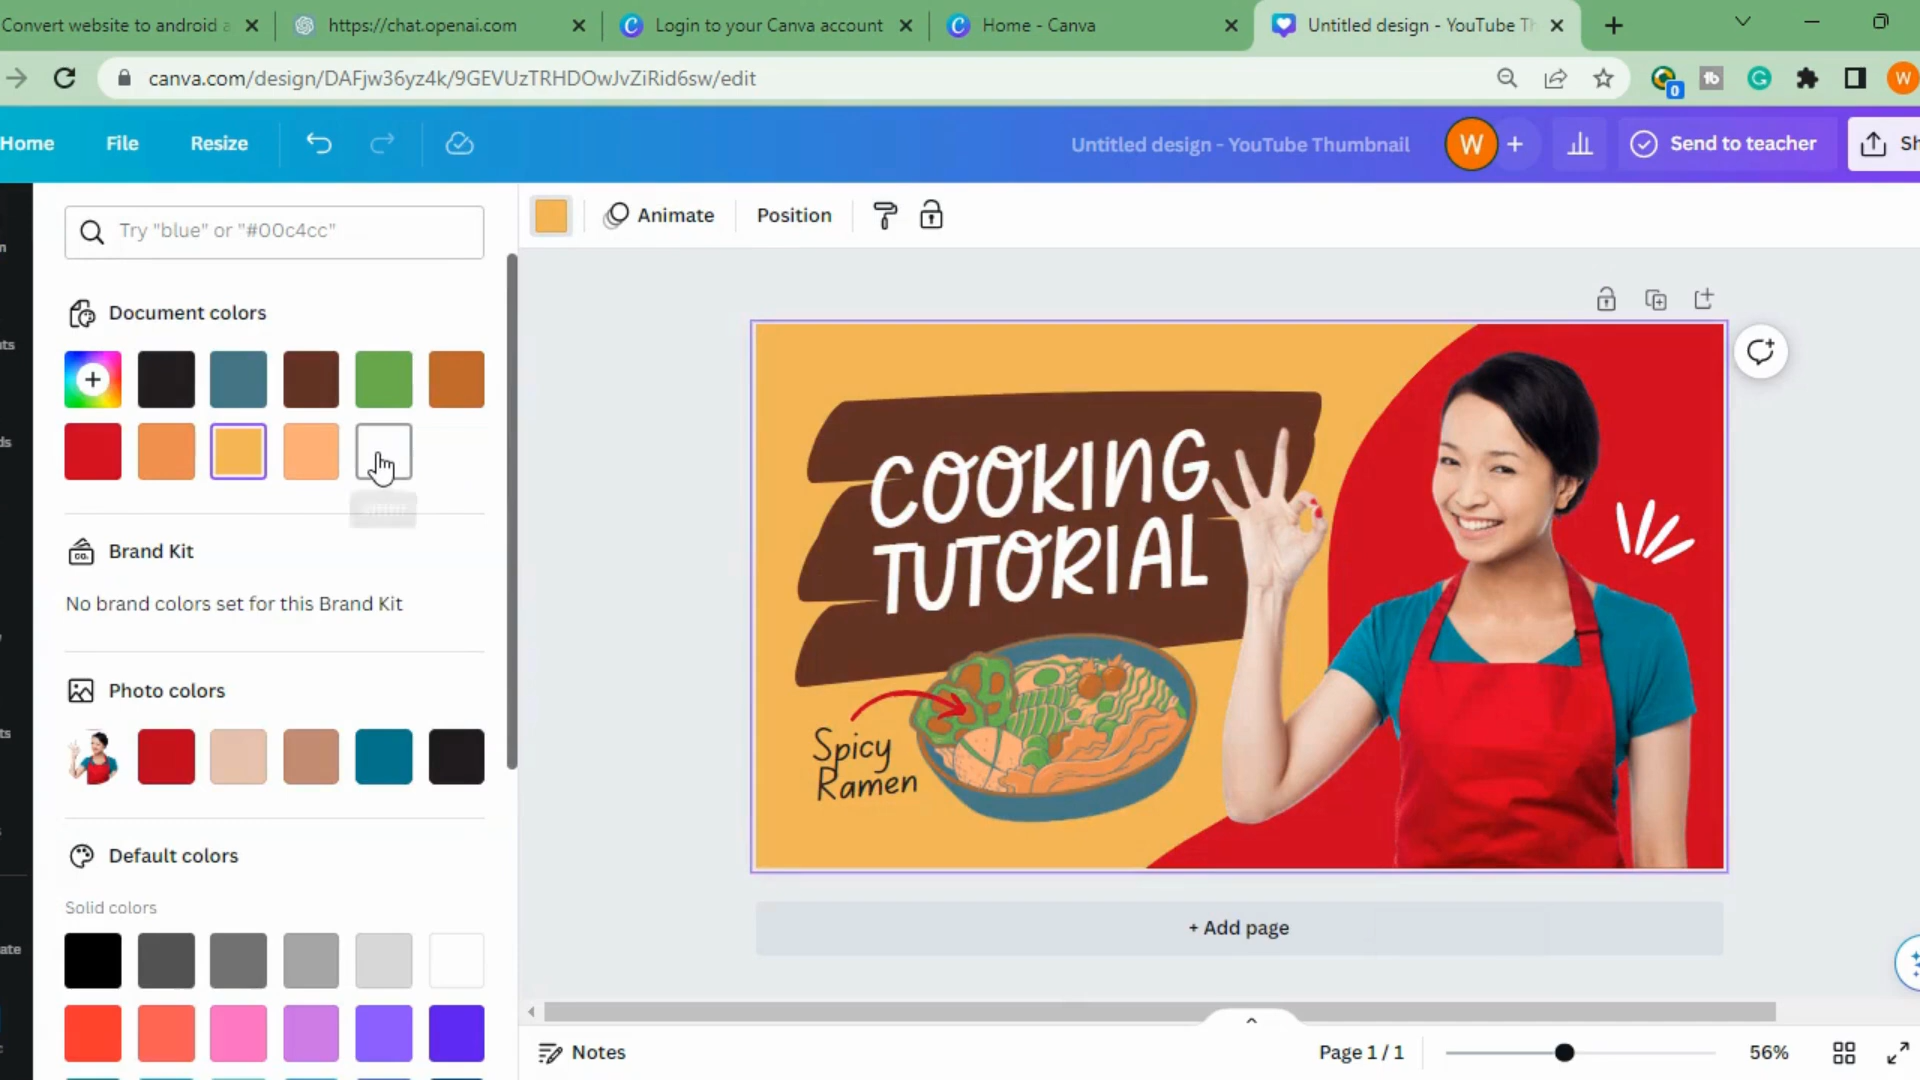 Convert website to android a
https://chat.openai.com
Login to your Canva account
Home - Canva
Untitled design - YouTube Th
canva.com/design/DAFjw36yz4k/9GEVUzTRHDOwJvZiRid6sw/edit
0
W
Home
File
Resize
Untitled design - YouTube Thumbnail
W
Send to teacher
Sh
Try "blue" or "#00c4cc"
Animate
Position
Document colors
Brand Kit
No brand colors set for this Brand Kit
Photo colors
Default colors
Solid colors
COOKING
TUTORIAL
Spicy
Ramen
+ Add page
Notes
Page 1 / 1
56%